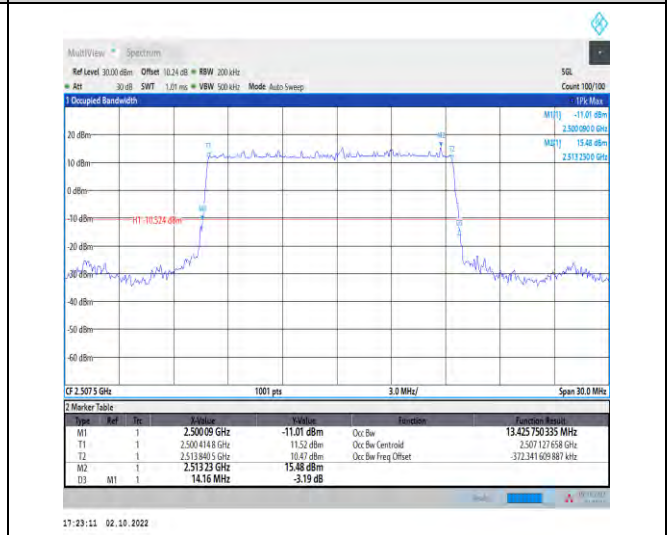 MultiView Spectrum
Ref Level 30.00 dBm Offset 10.24 dB RBW 200 kHz SGL
Att 30 dB SWT 1.01 ms VBW 500 kHz Mode Auto Sweep Count 100/100
1 Occupied Bandwidth 1Pk Max
M1[1] -11.01 dBm
2.500 090 0 GHz
M2[1] 15.48 dBm
2.513 230 0 GHz
20 dBm
10 dBm
0 dBm
-10 dBm
H1 -10.524 dBm
-20 dBm
-30 dBm
-40 dBm
-50 dBm
-60 dBm
T1
M2
T2
D3
CF 2.507 5 GHz 1001 pts 3.0 MHz/ Span 30.0 MHz
2 Marker Table
Type Ref Trc X-Value Y-Value Function Function Result
M1 1 2.500 09 GHz -11.01 dBm Occ Bw 13.425 750 335 MHz
T1 1 2.500 414 8 GHz 11.52 dBm Occ Bw Centroid 2.507 127 658 GHz
T2 1 2.513 840 5 GHz 10.47 dBm Occ Bw Freq Offset -372.341 609 887 kHz
M2 1 2.513 23 GHz 15.48 dBm
D3 M1 1 14.16 MHz -3.19 dB
17:23:11 02.10.2022